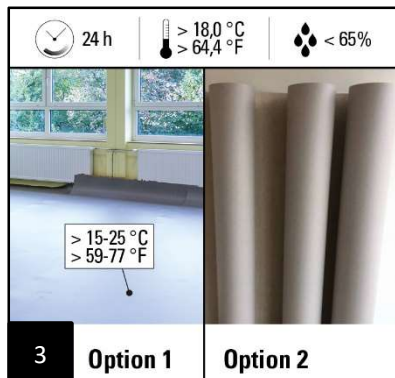 24 h
> 18,0 °C
> 64,4 °F
< 65%
> 15-25 °C
> 59-77 °F
3
Option 1
Option 2